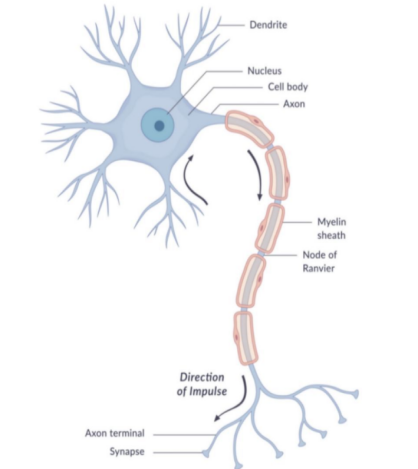 Dendrite
Nucleus
Cell body
Axon
Myelin
sheath
Node of
Ranvier
Direction
of Impulse
Axon terminal
Synapse